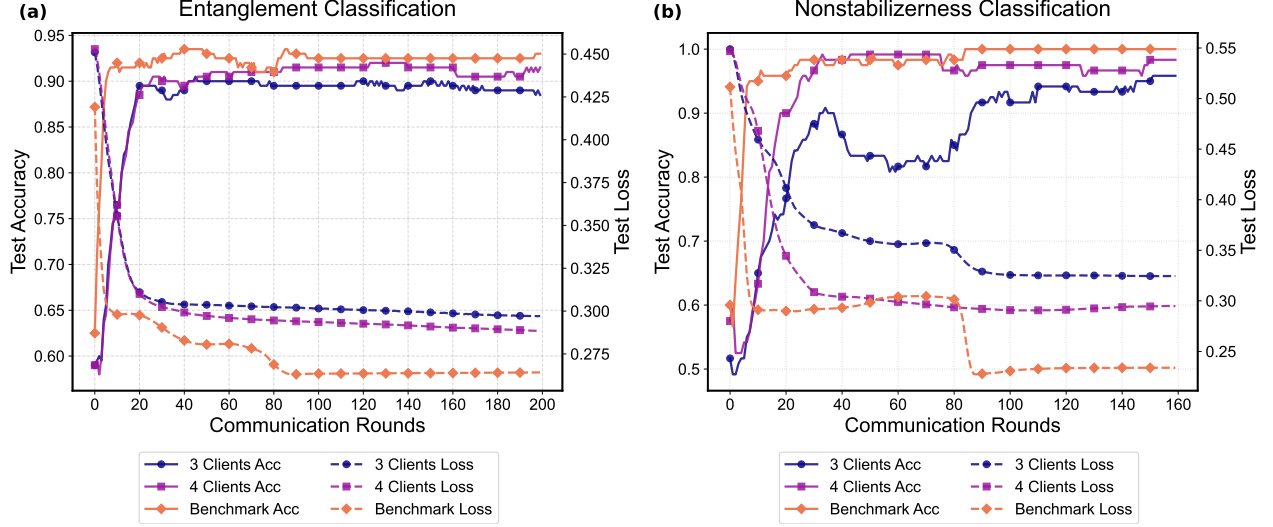 (a)
Entanglement Classification
0.95
0.90
0.85
0.80
0.75
0.70
0.65
0.60
Test Accuracy
0.450
0.425
0.400
0.375
0.350
0.325
0.300
0.275
Test Loss
0 20 40 60 80 100 120 140 160 180 200
Communication Rounds
3 Clients Acc
4 Clients Acc
Benchmark Acc
3 Clients Loss
4 Clients Loss
Benchmark Loss
(b)
Nonstabilizerness Classification
1.0
0.9
0.8
0.7
0.6
0.5
Test Accuracy
0.55
0.50
0.45
0.40
0.35
0.30
0.25
Test Loss
0 20 40 60 80 100 120 140 160
Communication Rounds
3 Clients Acc
4 Clients Acc
Benchmark Acc
3 Clients Loss
4 Clients Loss
Benchmark Loss